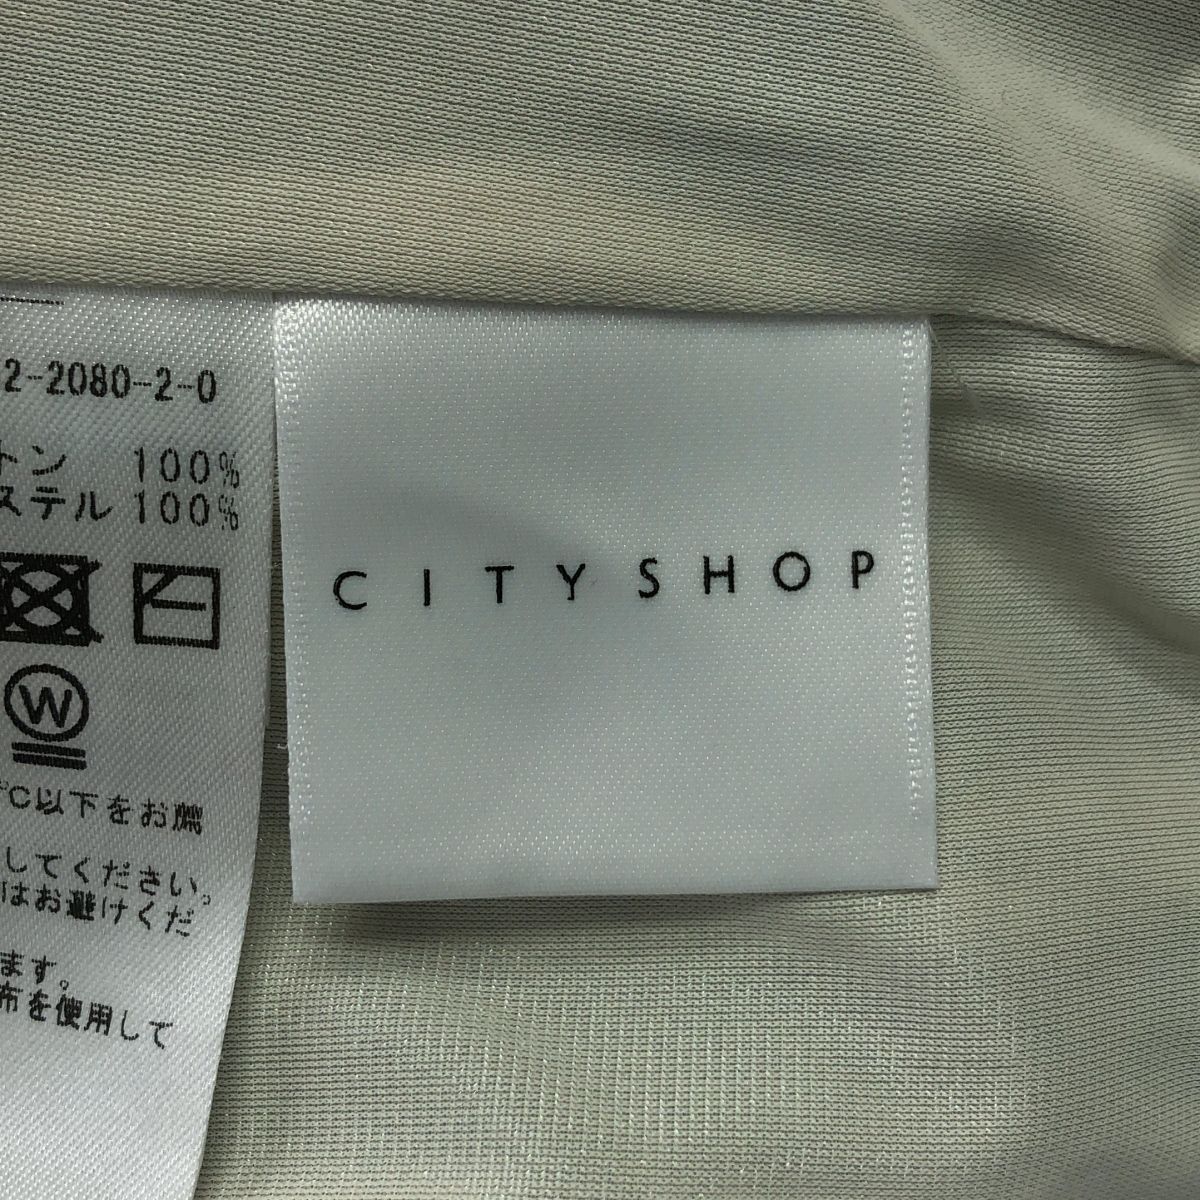 2-2080-2-0
トン 100%
ステル 100%
CITYSHOP
W
℃以下をお薦
してください。
はお避けくだ
ます。
布を使用して